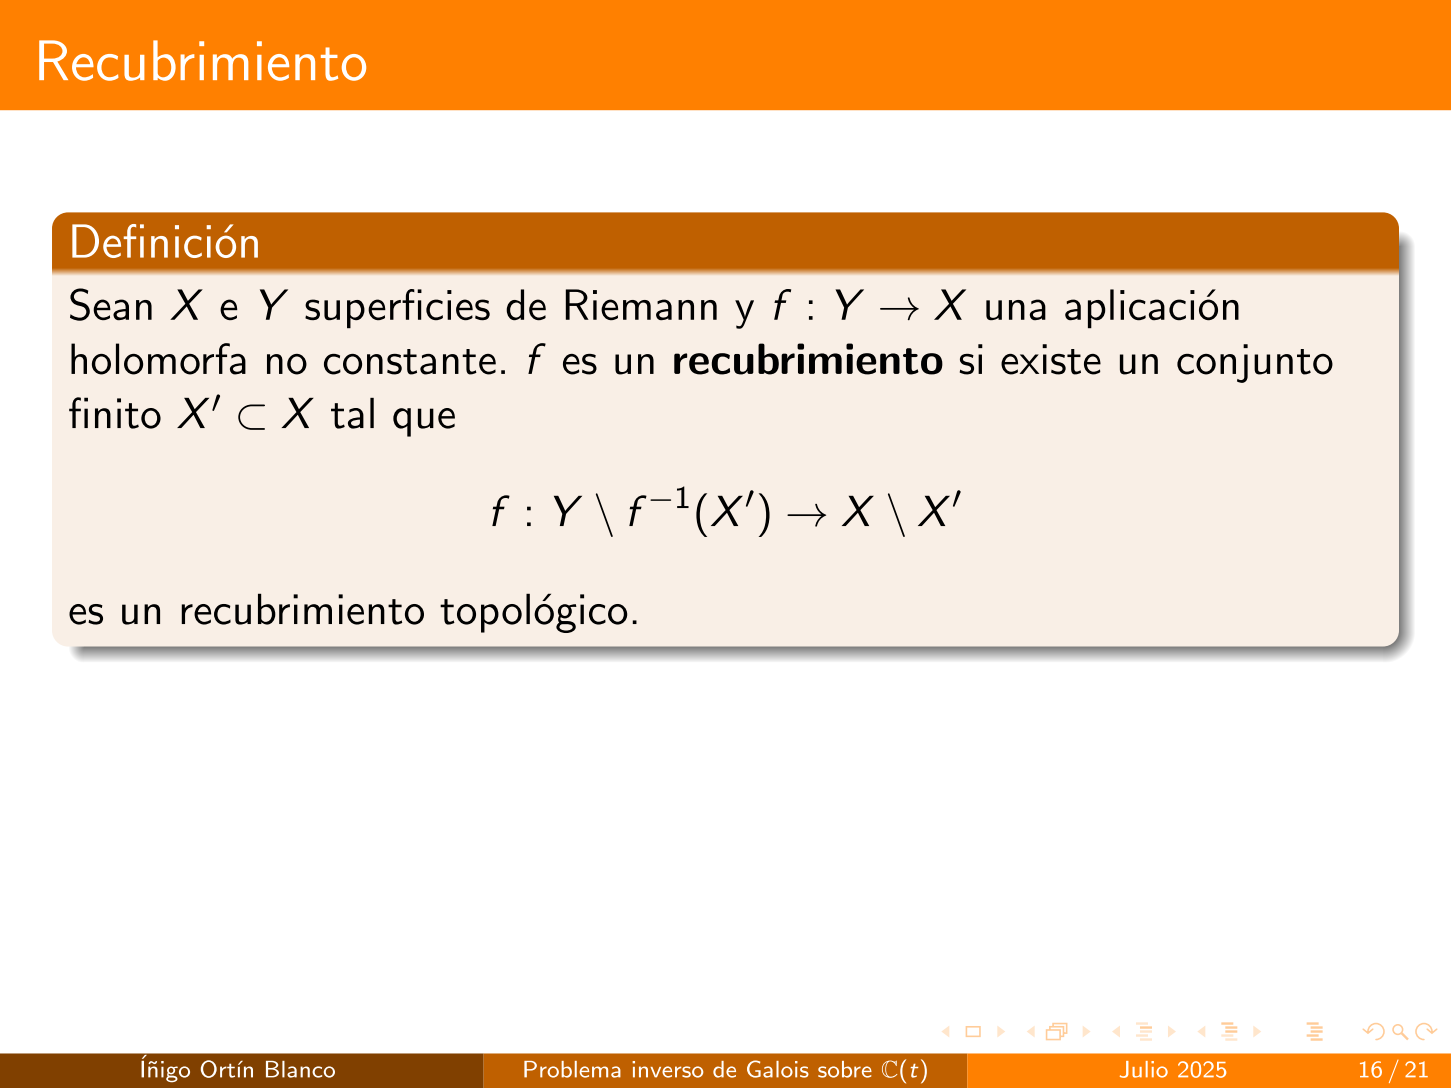 Recubrimiento
Definición
Sean X e Y superficies de Riemann y f : Y → X una aplicación
holomorfa no constante. f es un recubrimiento si existe un conjunto
finito X′ ⊂ X tal que
f : Y \ f⁻¹(X′) → X \ X′
es un recubrimiento topológico.
Íñigo Ortín Blanco
Problema inverso de Galois sobre ℂ(t)
Julio 2025
16 / 21